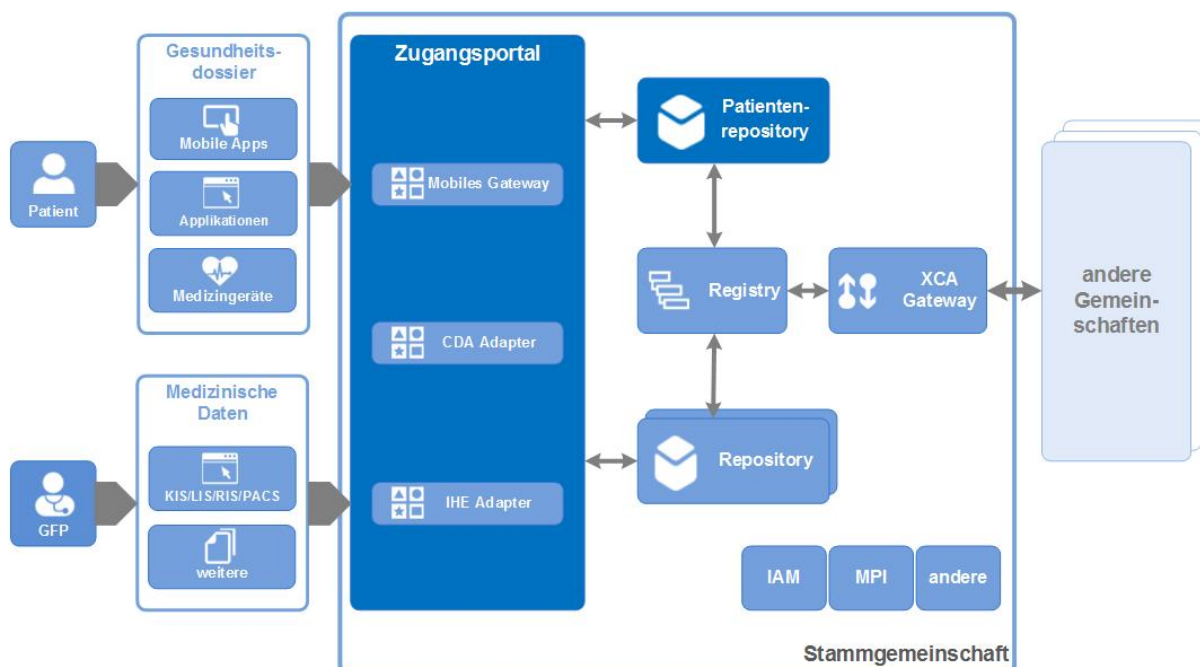 Patient
GFP
Gesundheits-
dossier
Mobile Apps
Applikationen
Medizingeräte
Medizinische
Daten
KIS/LIS/RIS/PACS
weitere
Zugangsportal
Mobiles Gateway
CDA Adapter
IHE Adapter
Patienten-
repository
Registry
XCA
Gateway
Repository
IAM
MPI
andere
Stammgemeinschaft
andere
Gemein-
schaften